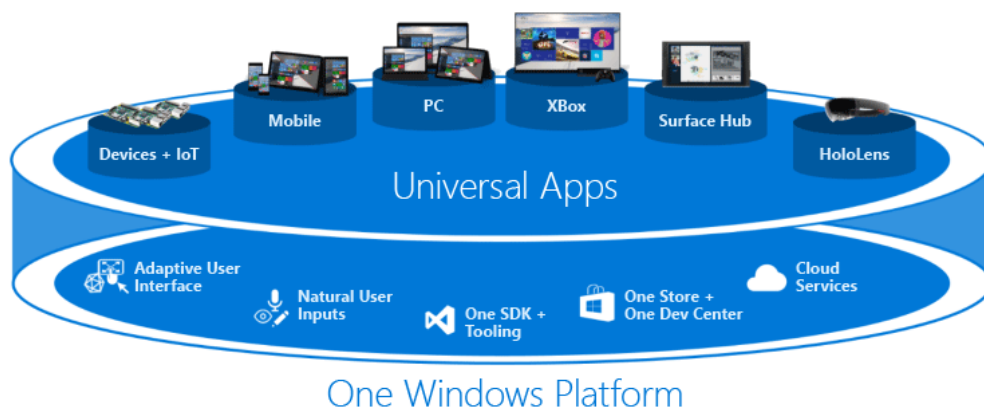 Devices + IoT
Mobile
PC
XBox
Surface Hub
HoloLens
Universal Apps
Adaptive User
Interface
Natural User
Inputs
One SDK +
Tooling
One Store +
One Dev Center
Cloud
Services
One Windows Platform